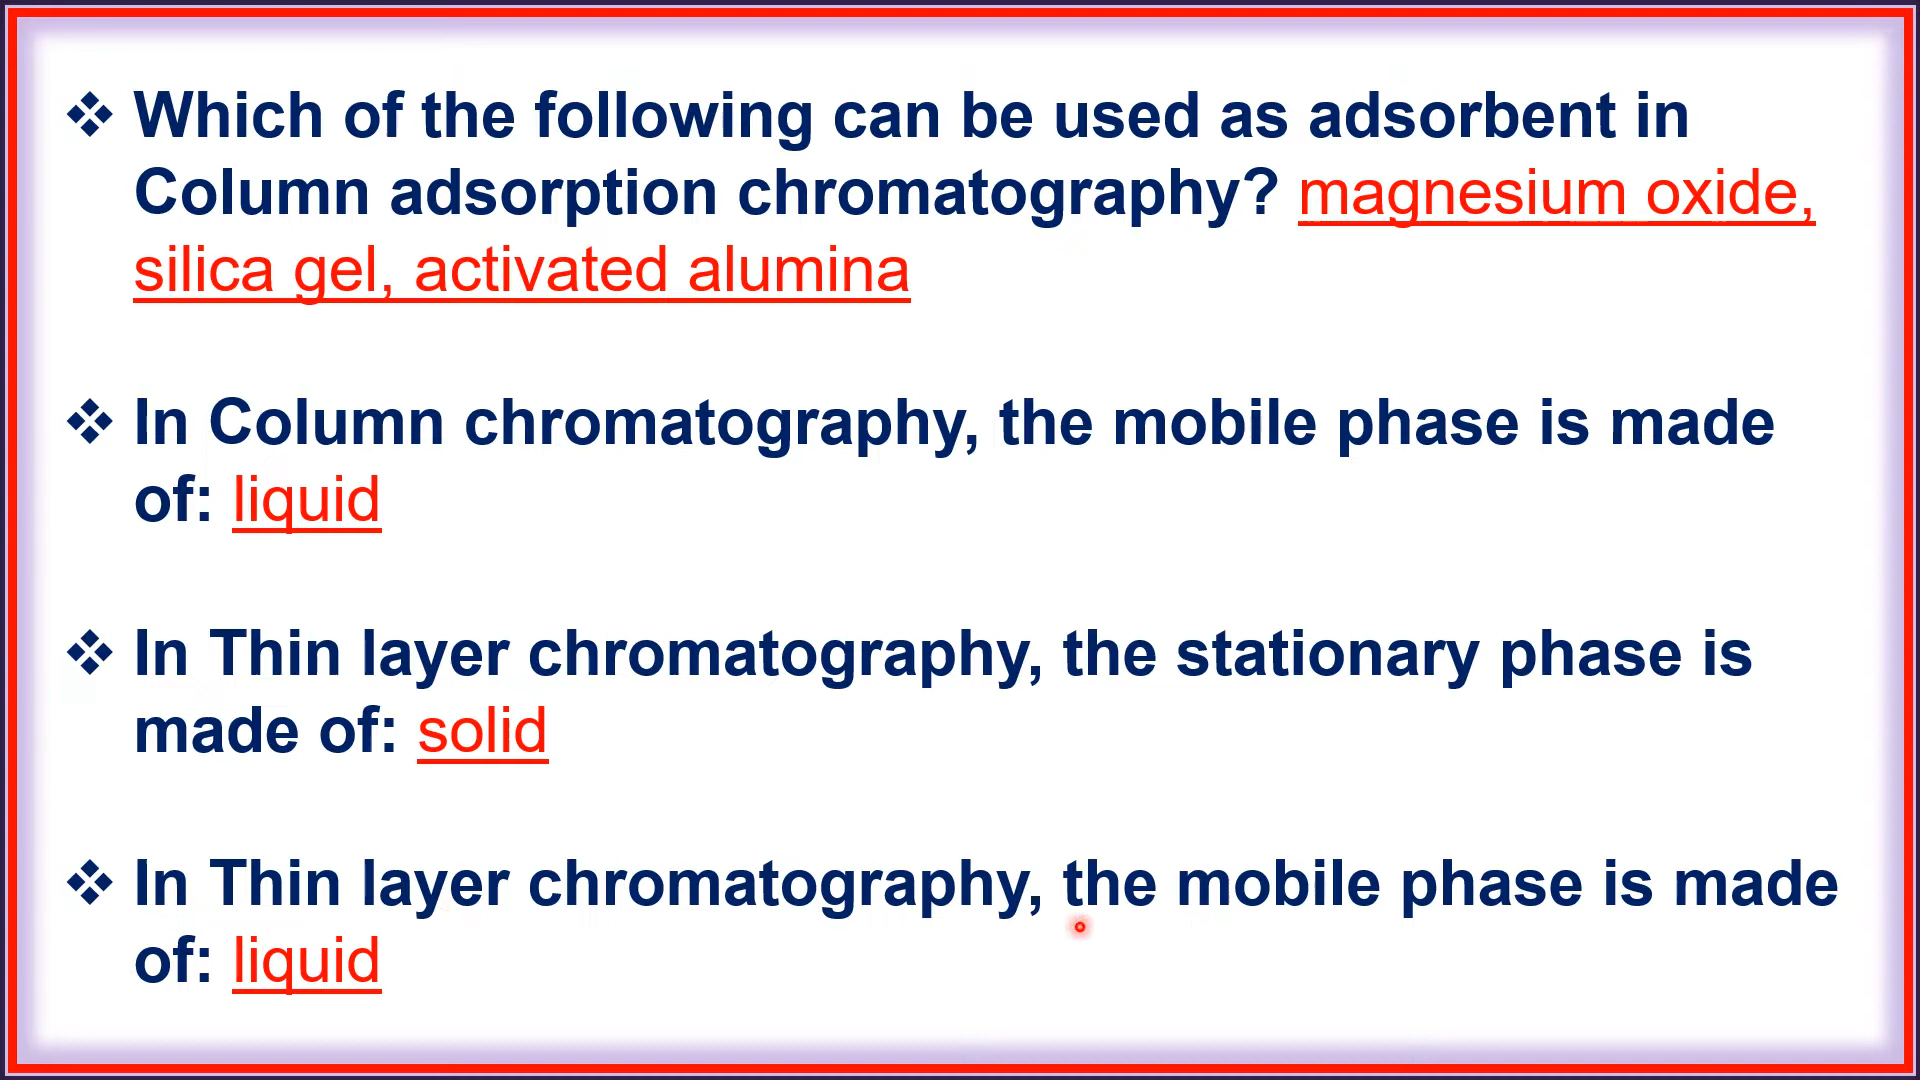 ❖ Which of the following can be used as adsorbent in
Column adsorption chromatography? magnesium oxide,
silica gel, activated alumina
❖ In Column chromatography, the mobile phase is made
of: liquid
❖ In Thin layer chromatography, the stationary phase is
made of: solid
❖ In Thin layer chromatography, the mobile phase is made
of: liquid